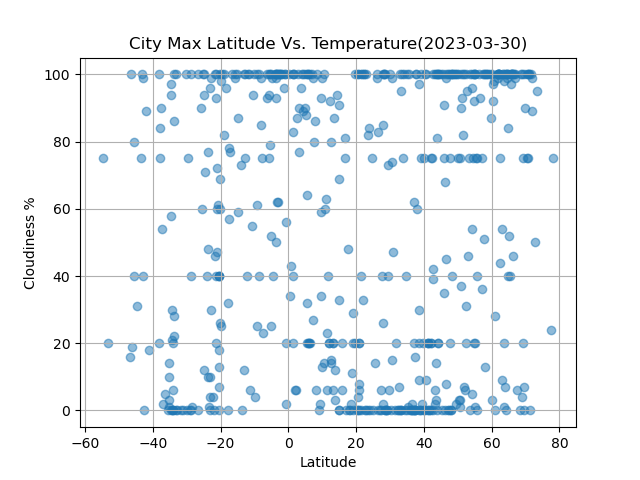 City Max Latitude Vs. Temperature(2023-03-30)
100
80
60
40
20
0
Cloudiness %
−60 −40 −20 0 20 40 60 80
Latitude